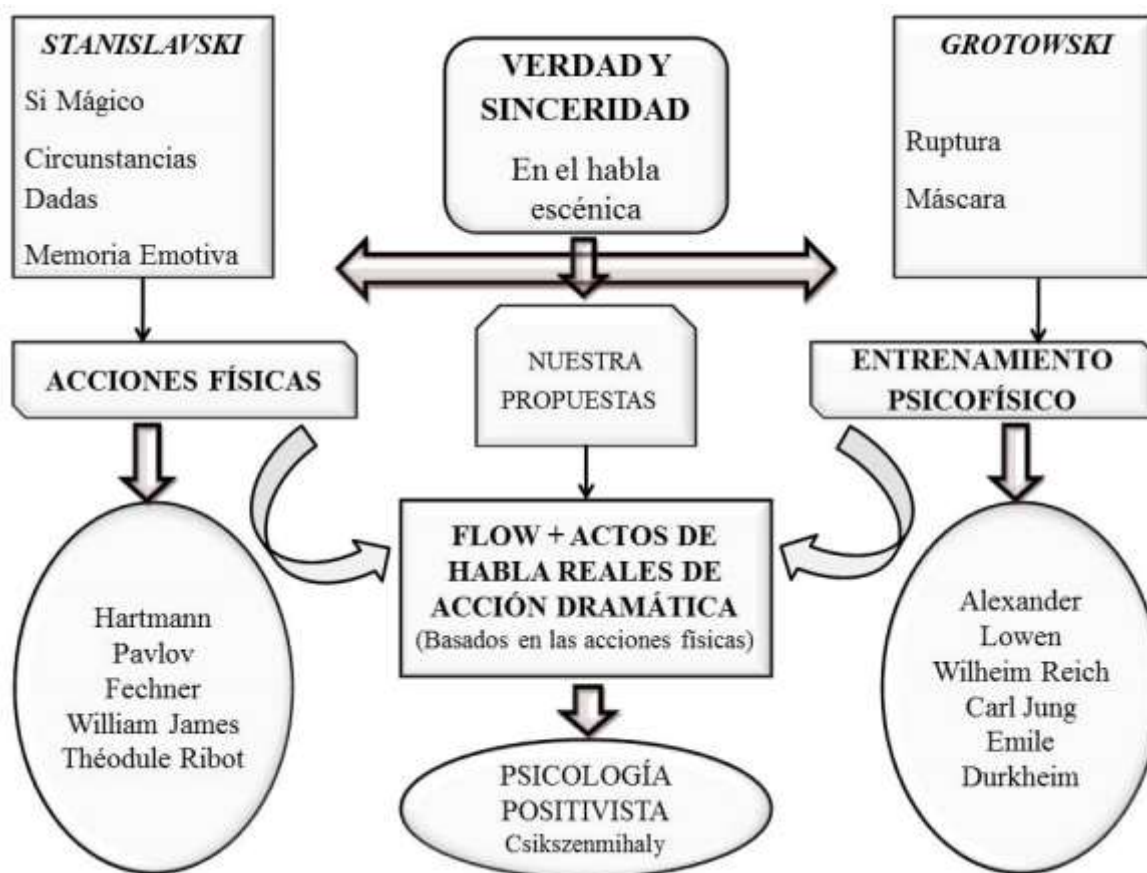 STANISLAVSKI
Si Mágico
Circunstancias
Dadas
Memoria Emotiva
VERDAD Y
SINCERIDAD
En el habla
escénica
GROTOWSKI
Ruptura
Máscara
ACCIONES FÍSICAS
NUESTRA
PROPUESTAS
ENTRENAMIENTO
PSICOFÍSICO
Hartmann
Pavlov
Fechner
William James
Théodule Ribot
FLOW + ACTOS DE
HABLA REALES DE
ACCIÓN DRAMÁTICA
(Basados en las acciones físicas)
Alexander
Lowen
Wilheim Reich
Carl Jung
Emile
Durkheim
PSICOLOGÍA
POSITIVISTA
Csikszenmihaly